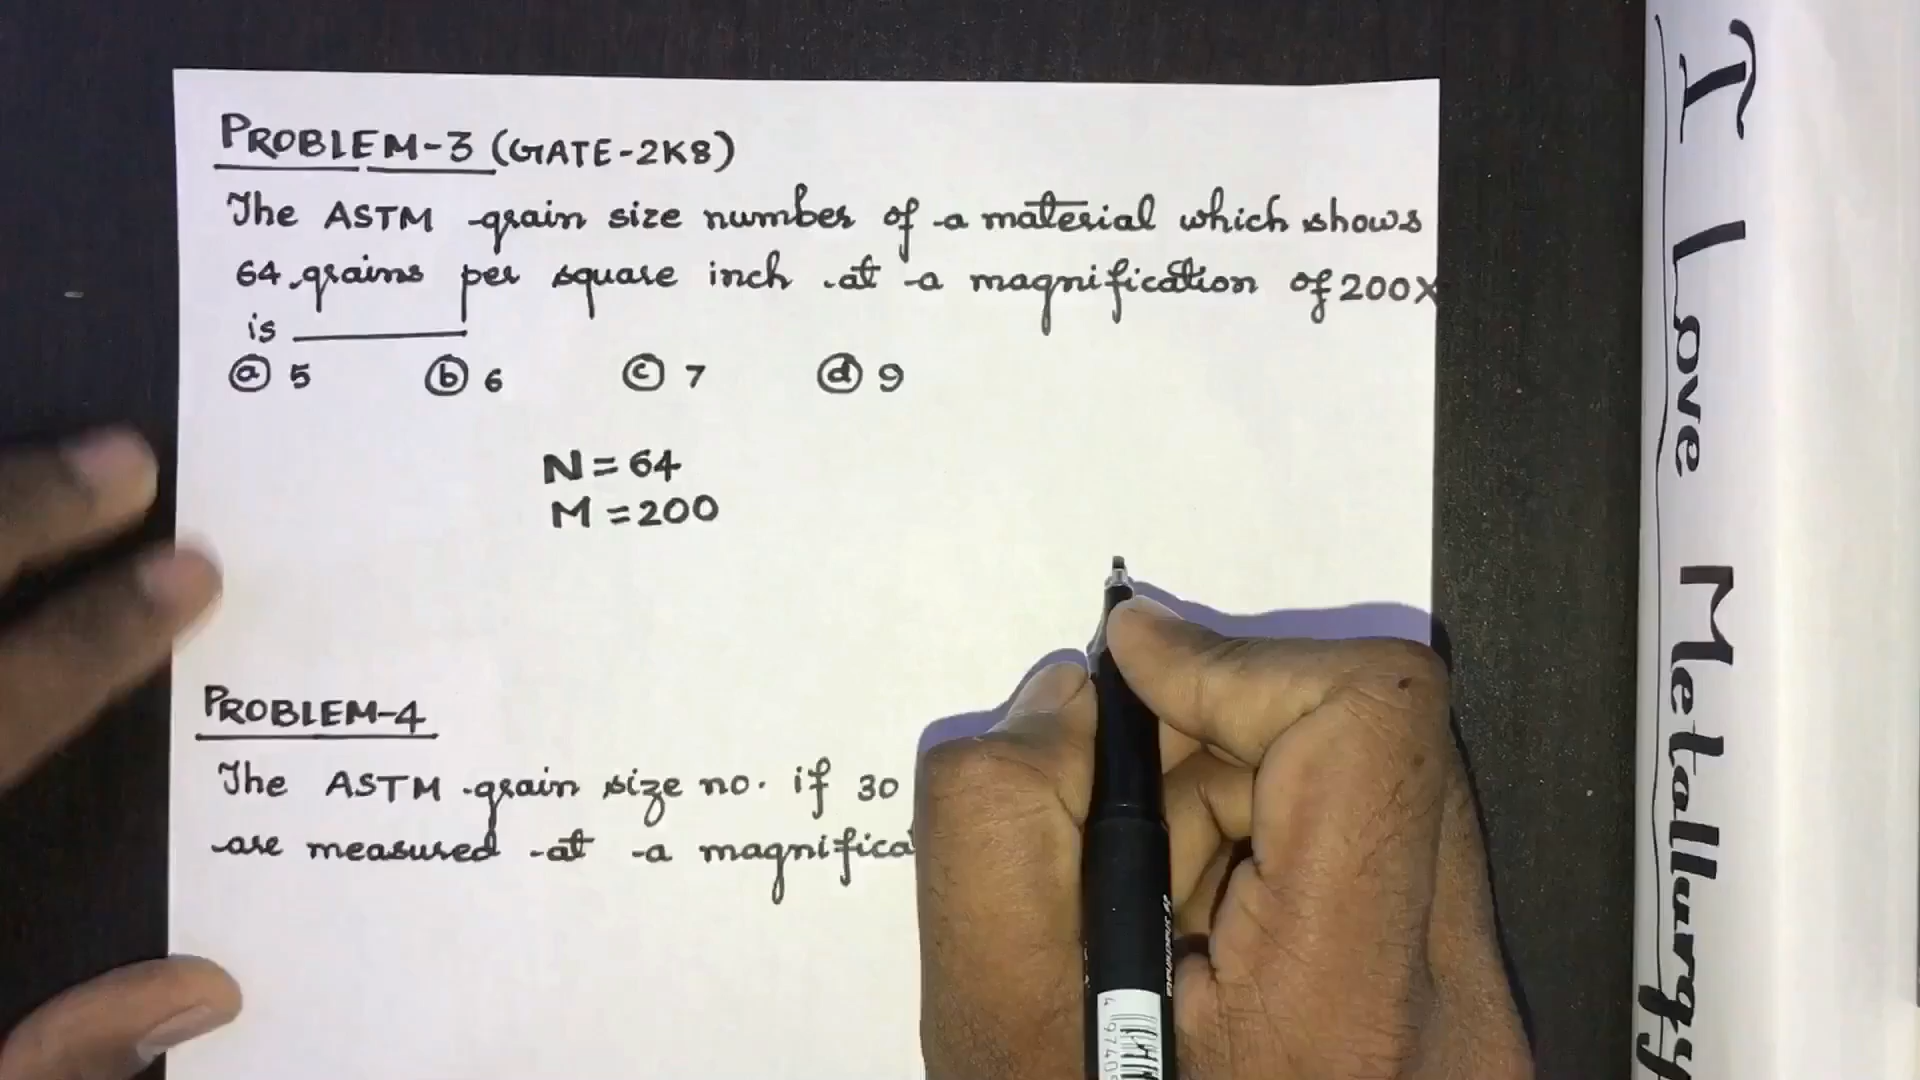 PROBLEM-3 (GATE-2K8)
The ASTM grain size number of a material which shows
64 grains per square inch at a magnification of 200X
is ______
(a) 5 (b) 6 (c) 7 (d) 9
N = 64
M = 200
PROBLEM-4
The ASTM grain size no. if 30
are measured at a
I Love Metallurgy